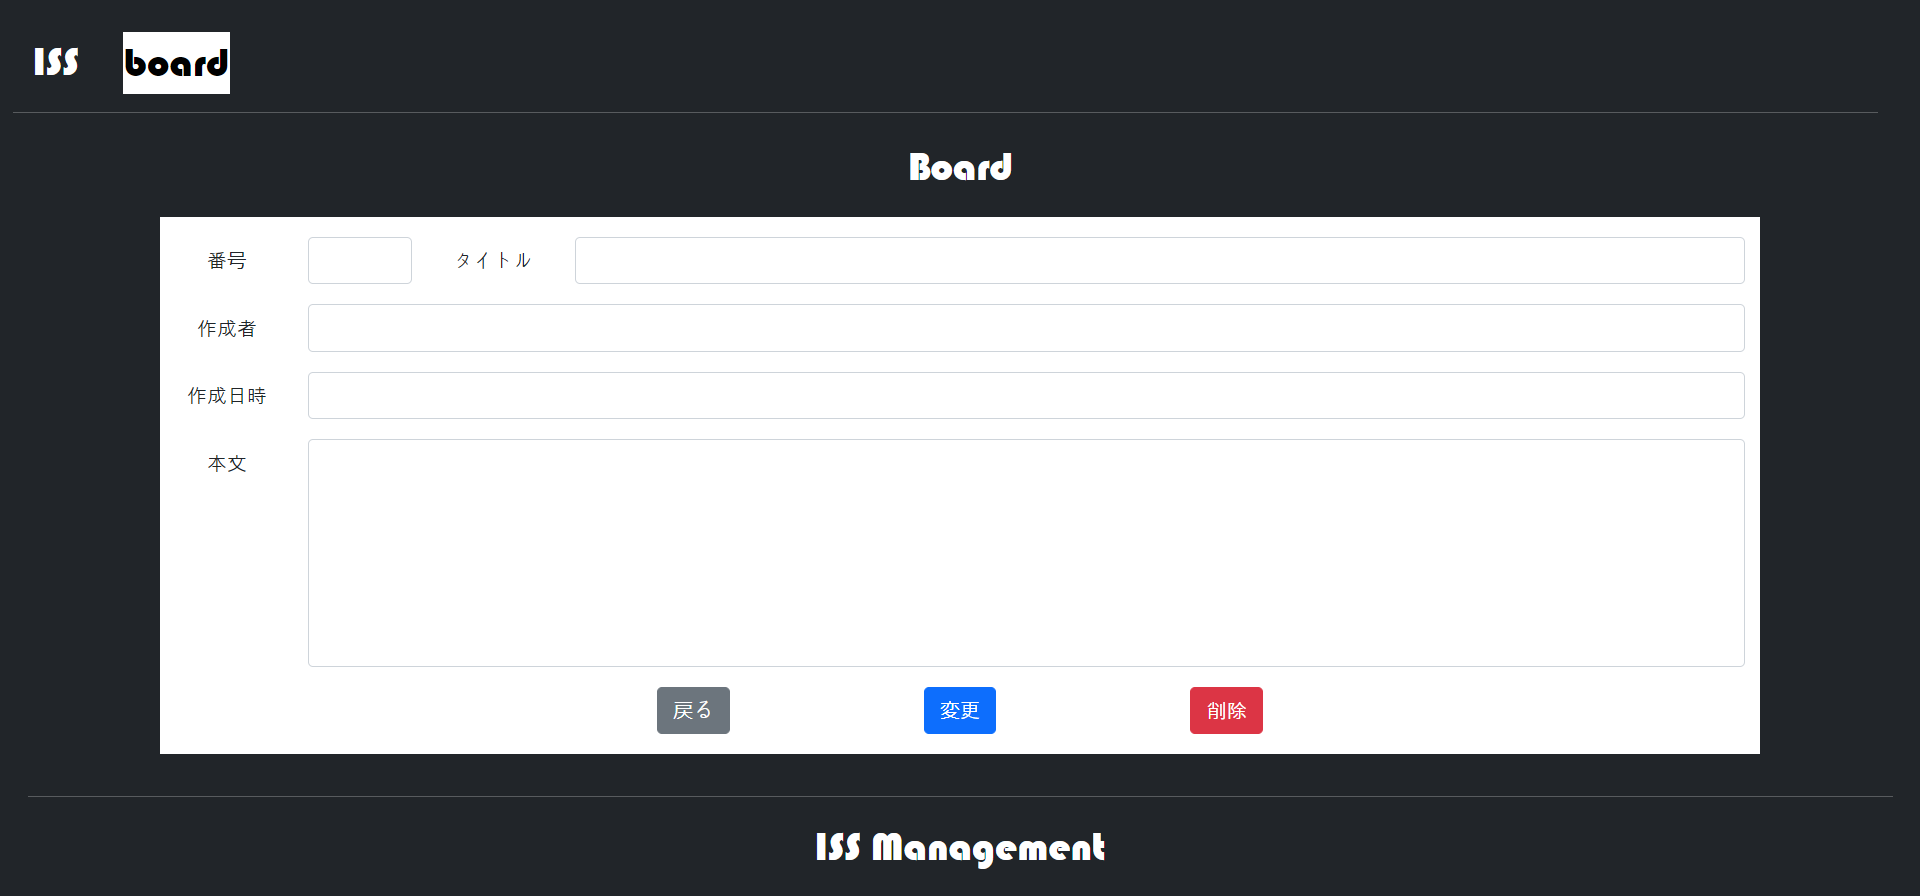 ISS board
Board
番号 タイトル
作成者
作成日時
本文
戻る 変更 削除
ISS Management